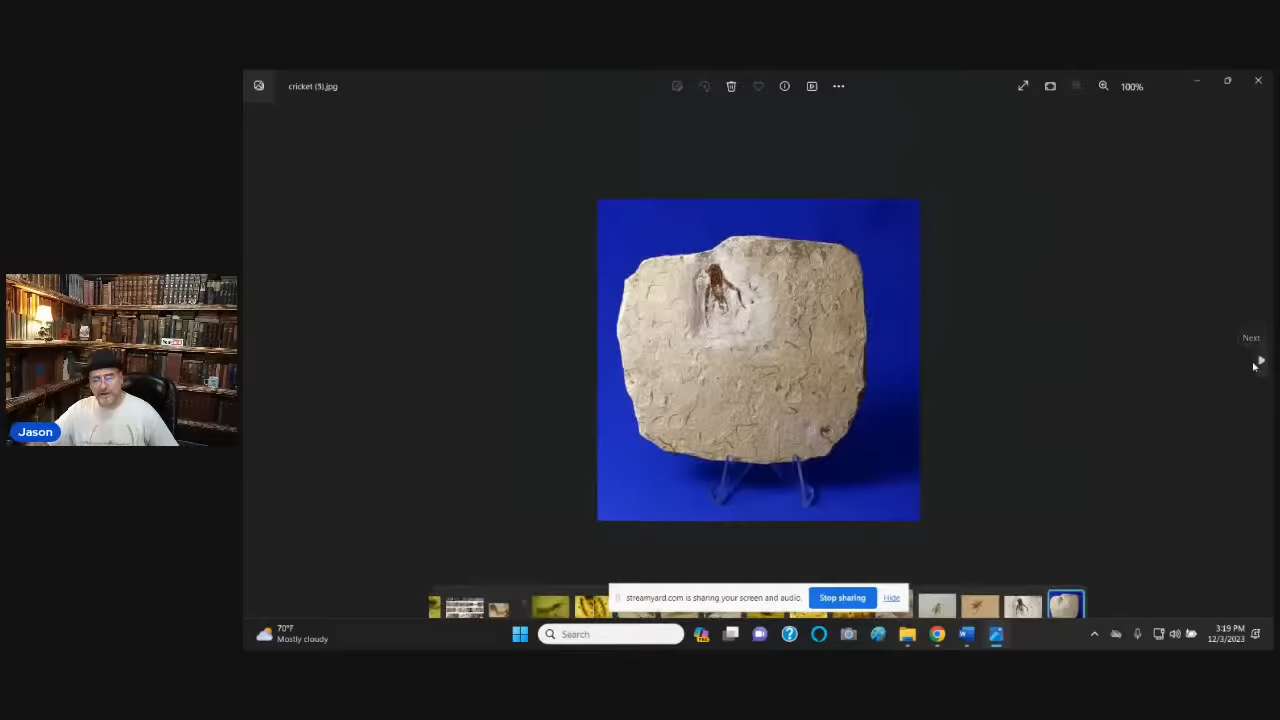 cricket (3).jpg
100%
Next
Jason
streamyard.com is sharing your screen and audio.
Stop sharing
Hide
70°F
Mostly cloudy
Search
3:19 PM
12/3/2023